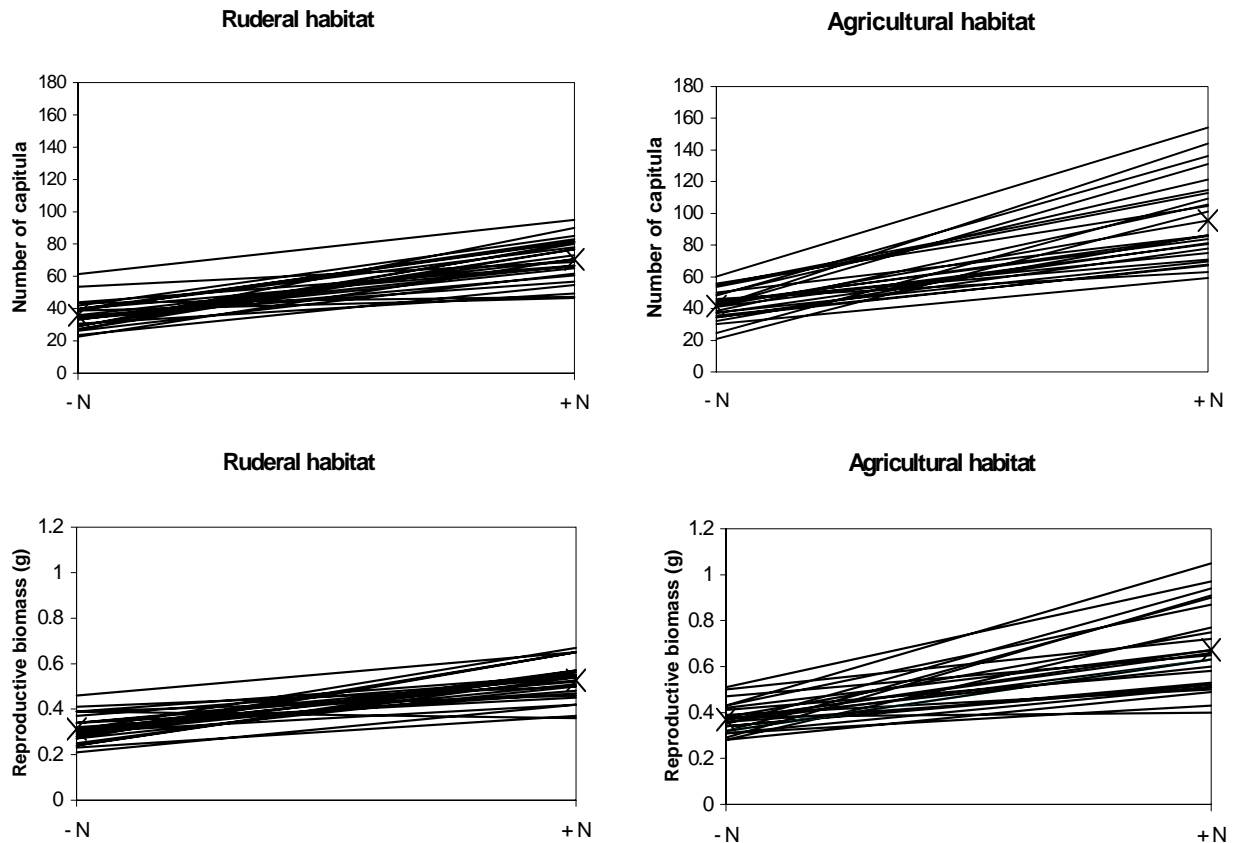 Ruderal habitat
180
160
140
120
100
80
60
40
20
0
Number of capitula
- N
+ N
Agricultural habitat
180
160
140
120
100
80
60
40
20
0
Number of capitula
- N
+ N
Ruderal habitat
1.2
1
0.8
0.6
0.4
0.2
0
Reproductive biomass (g)
- N
+ N
Agricultural habitat
1.2
1
0.8
0.6
0.4
0.2
0
Reproductive biomass (g)
- N
+ N